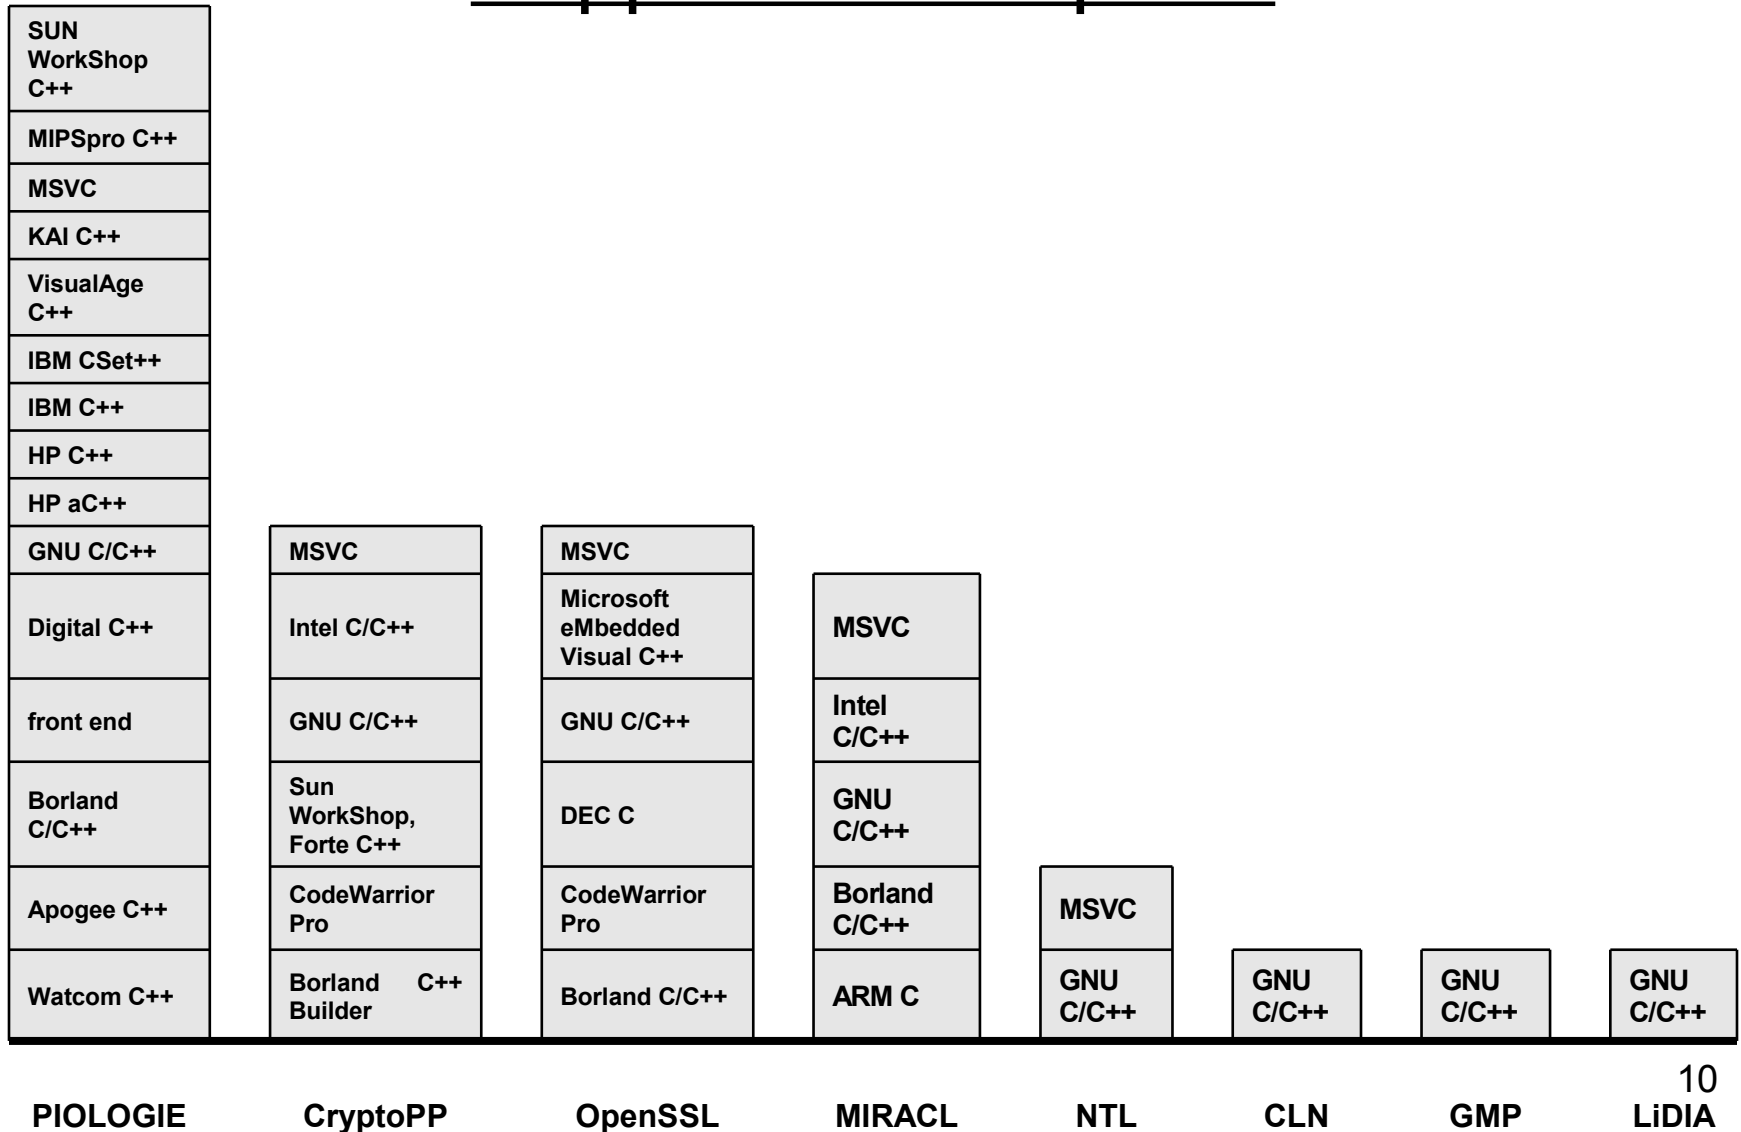 SUN
WorkShop
C++
MIPSpro C++
MSVC
KAI C++
VisualAge
C++
IBM CSet++
IBM C++
HP C++
HP aC++
GNU C/C++
Digital C++
front end
Borland
C/C++
Apogee C++
Watcom C++
PIOLOGIE
MSVC
Intel C/C++
GNU C/C++
Sun
WorkShop,
Forte C++
CodeWarrior
Pro
Borland C++
Builder
CryptoPP
MSVC
Microsoft
eMbedded
Visual C++
GNU C/C++
DEC C
CodeWarrior
Pro
Borland C/C++
OpenSSL
MSVC
Intel
C/C++
GNU
C/C++
Borland
C/C++
ARM C
MIRACL
MSVC
GNU
C/C++
NTL
GNU
C/C++
CLN
GNU
C/C++
GMP
GNU
C/C++
LiDIA
10